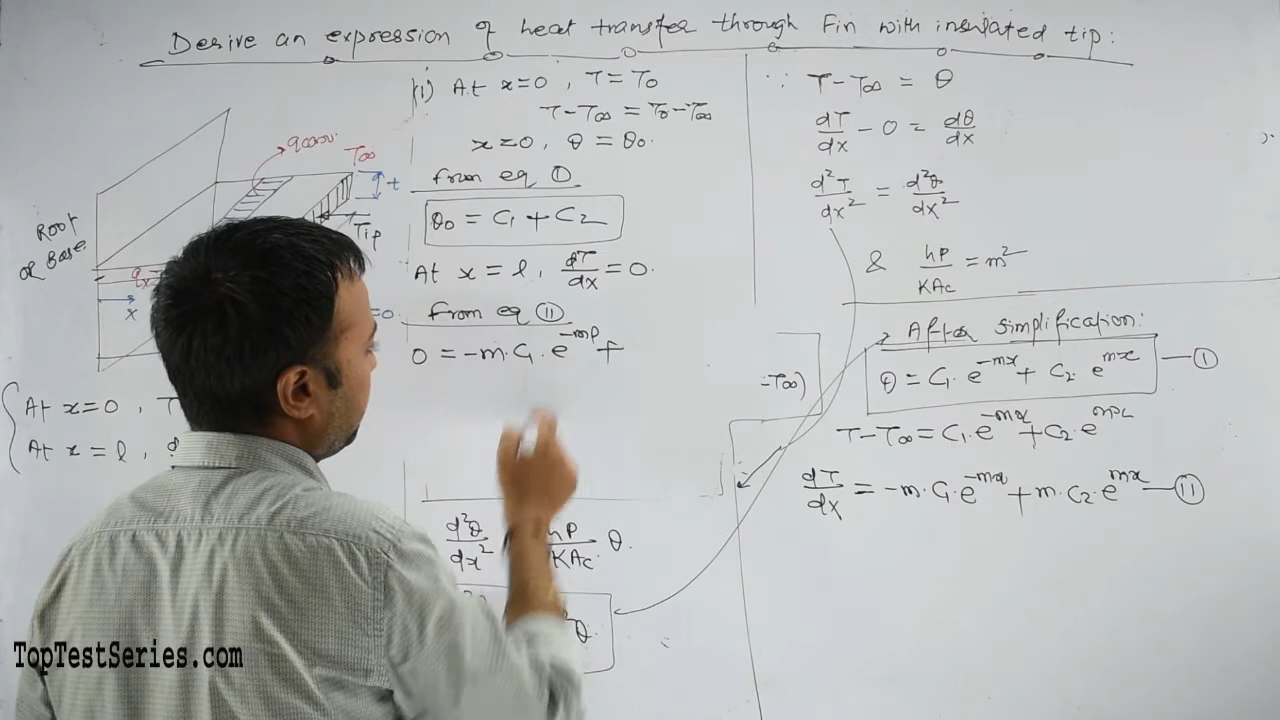 Derive an expression of heat transfer through Fin with insulated tip:
qconv.
T∞
t
Tip
Root
or Base
qx
x
=0.
At x=0 , T
At x = l ,
(1) At x=0 , T = T0
T-T∞ = T0-T∞
x=0, θ = θ0.
from eq ①
θ0 = C1 + C2
At x = l , dT/dx = 0.
from eq ⑪
0 = -m.C1.e^-ml +
d²θ/dx² hP/KAc. θ.
θ.
-T∞)
∵ T-T∞ = θ
dT/dx - 0 = dθ/dx
d²T/dx² = d²θ/dx²
& hP/KAc = m²
After simplification:
θ = C1.e^-mx + C2.e^mx —①
T-T∞ = C1.e^-mx + C2.e^mx
dT/dx = -m.C1.e^-mx + m.C2.e^mx —⑪
TopTestSeries.com